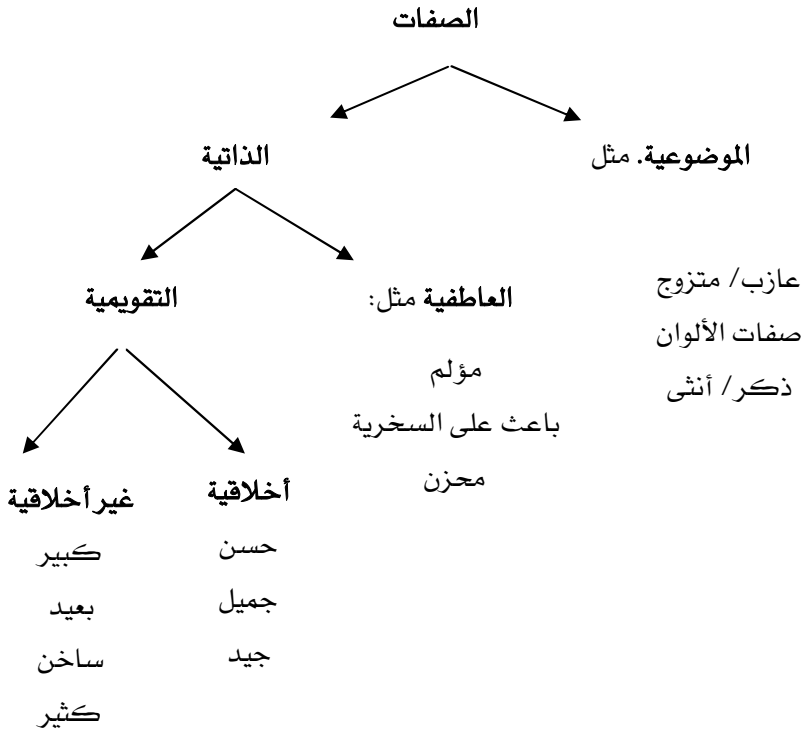 الصفات
الموضوعية. مثل
عازب/ متزوج
صفات الألوان
ذكر/ أنثى
الذاتية
العاطفية مثل:
مؤلم
باعث على السخرية
محزن
التقويمية
أخلاقية
حسن
جميل
جيد
غير أخلاقية
كبير
بعيد
ساخن
كثير